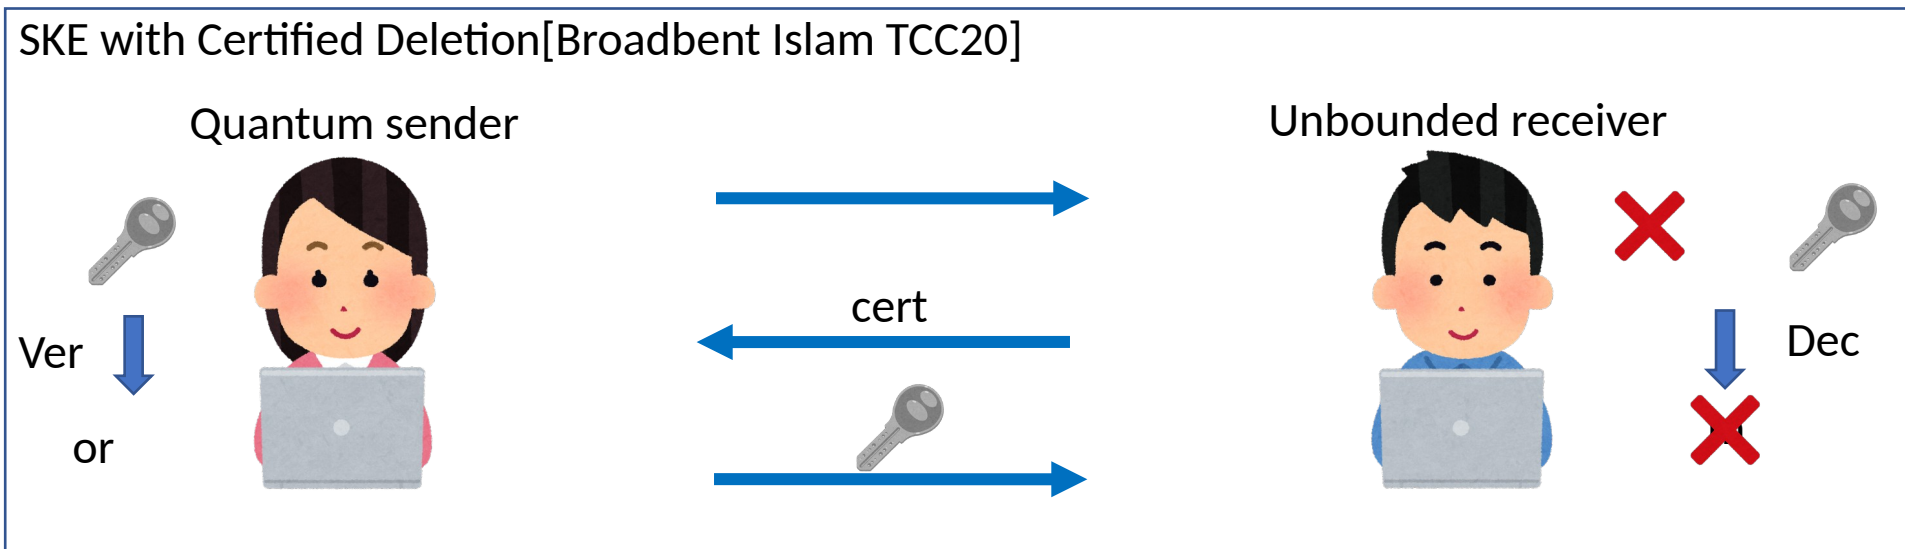 SKE with Certified Deletion[Broadbent Islam TCC20]
Quantum sender
Unbounded receiver
cert
Ver
Dec
or